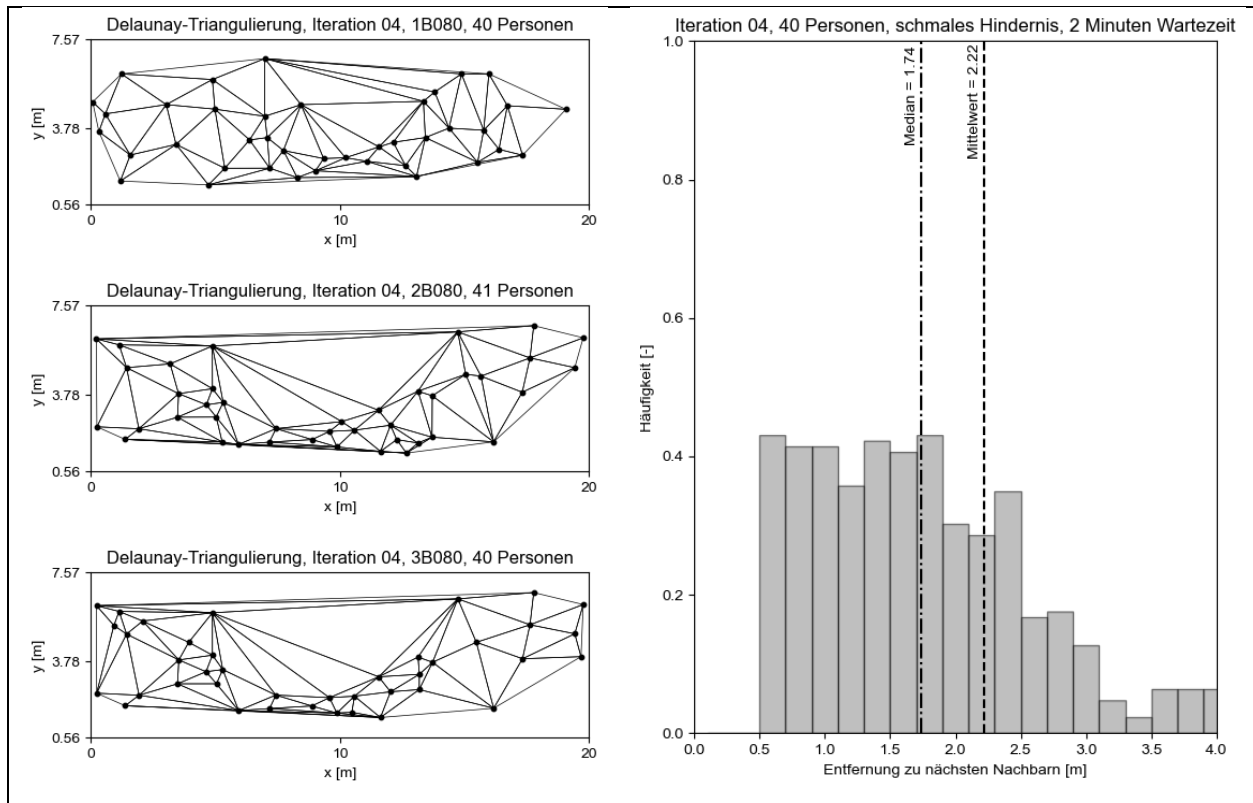 Delaunay-Triangulierung, Iteration 04, 1B080, 40 Personen
7.57
3.78
0.56
y [m]
0
10
20
x [m]
Delaunay-Triangulierung, Iteration 04, 2B080, 41 Personen
7.57
3.78
0.56
y [m]
0
10
20
x [m]
Delaunay-Triangulierung, Iteration 04, 3B080, 40 Personen
7.57
3.78
0.56
y [m]
0
10
20
x [m]
Iteration 04, 40 Personen, schmales Hindernis, 2 Minuten Wartezeit
1.0
0.8
0.6
0.4
0.2
0.0
Häufigkeit [-]
Median = 1.74
Mittelwert = 2.22
0.0
0.5
1.0
1.5
2.0
2.5
3.0
3.5
4.0
Entfernung zu nächsten Nachbarn [m]